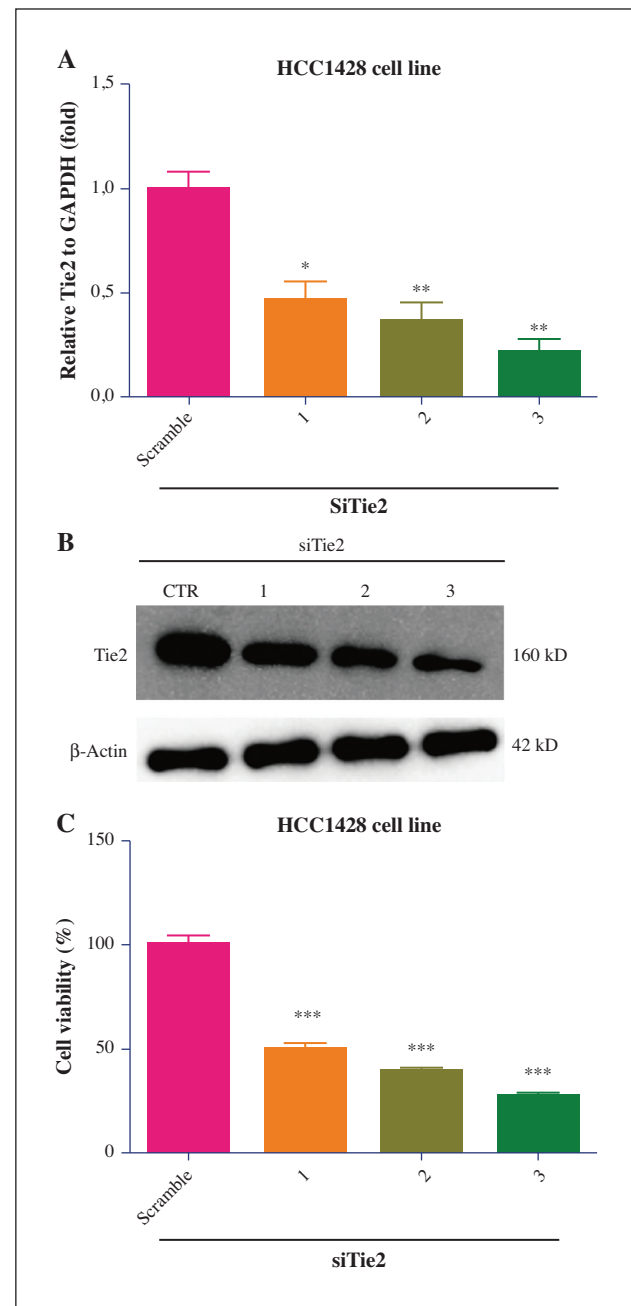 A
HCC1428 cell line
Relative Tie2 to GAPDH (fold)
1,5
1,0
0,5
0,0
*
**
**
Scramble
1
2
3
SiTie2
B
siTie2
CTR 1 2 3
Tie2
160 kD
β-Actin
42 kD
C
HCC1428 cell line
Cell viability (%)
150
100
50
0
***
***
***
Scramble
1
2
3
siTie2